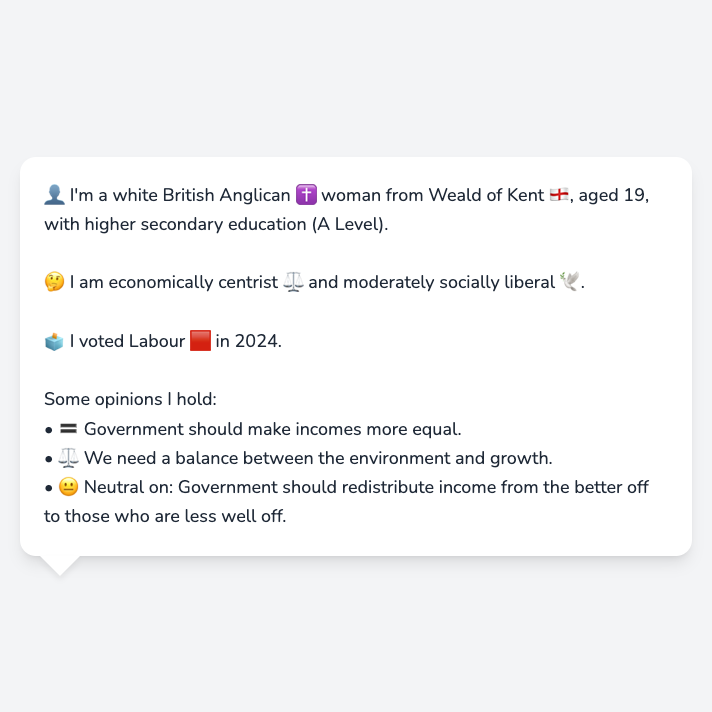 👤 I'm a white British Anglican ✝️ woman from Weald of Kent 🏴󠁧󠁢󠁥󠁮󠁧󠁿, aged 19,
with higher secondary education (A Level).
🤔 I am economically centrist ⚖️ and moderately socially liberal 🕊️.
🗳️ I voted Labour 🟥 in 2024.
Some opinions I hold:
• 🟰 Government should make incomes more equal.
• ⚖️ We need a balance between the environment and growth.
• 😐 Neutral on: Government should redistribute income from the better off
to those who are less well off.